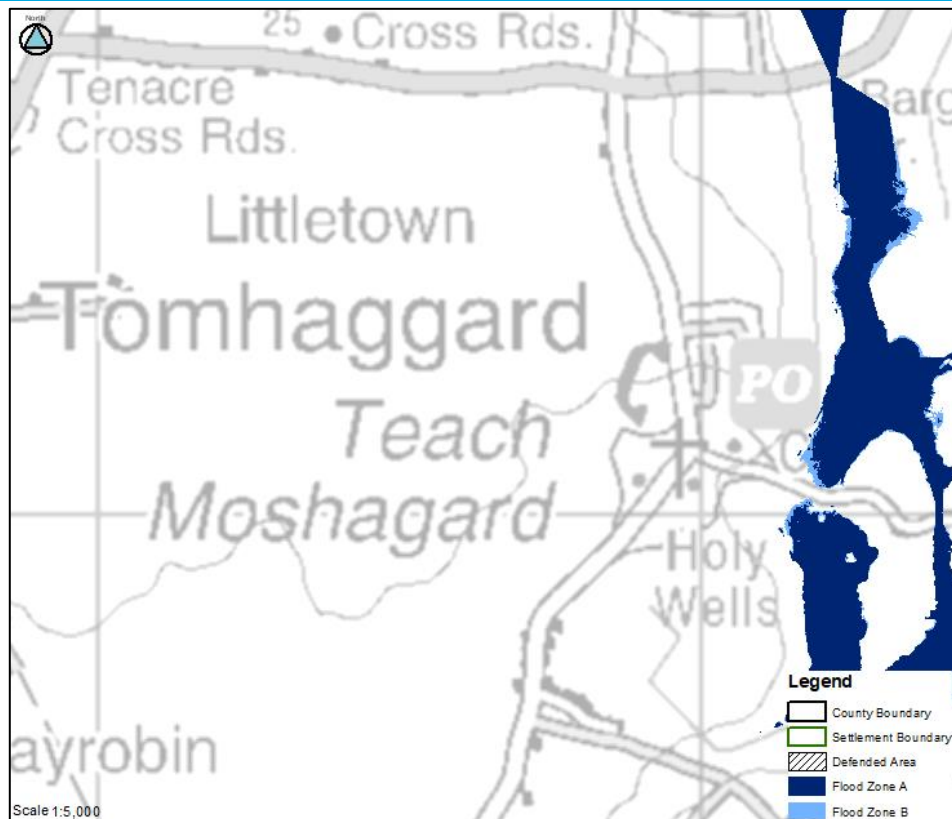 North
25
Cross Rds.
Tenacre
Cross Rds.
Barg
Littletown
Tomhaggard
PO
Teach
Moshagard
Holy
Wells
ayrobin
Scale 1:5,000
Legend
County Boundary
Settlement Boundary
Defended Area
Flood Zone A
Flood Zone B